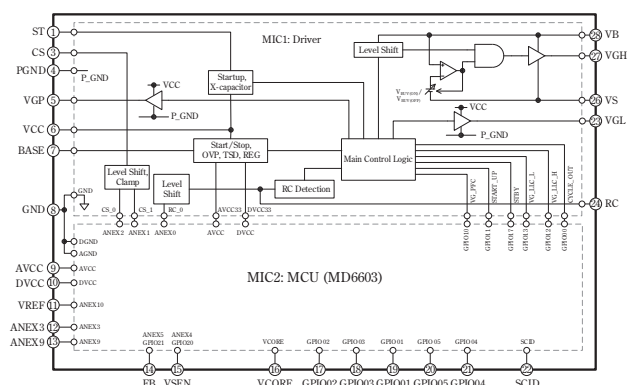 MIC1: Driver
ST 1
CS 3
PGND 4
P_GND
VGP 5
VCC
P_GND
VCC 6
BASE 7
Startup,
X-capacitor
Start/Stop,
OVP, TSD, REG
Level Shift,
Clamp
Level
Shift
RC Detection
Main Control Logic
Level Shift
28 VB
27 VGH
26 VS
23 VGL
VCC
P_GND
24 RC
GND
GND 8
CS_0
CS_1
RC_0
AVCC33
DVCC33
VG_PFC
START_UP
STBY
VG_LLC_L
VG_LLC_H
CYCLE_OUT
ANEX2
ANEX1
ANEX0
AVCC
DVCC
GPIO10
GPIO11
GPIO17
GPIO13
GPIO12
GPIO00
DGND
AGND
MIC2: MCU (MD6603)
AVCC 9 AVCC
DVCC 10 DVCC
VREF 11 ANEX10
ANEX3 12 ANEX3
ANEX9 13 ANEX9
ANEX5
GPIO21
ANEX4
GPIO20
VCORE
GPIO02
GPIO03
GPIO01
GPIO05
GPIO04
SCID
14 15 16 17 18 19 20 21 22
FB VSEN VCORE GPIO02 GPIO03 GPIO01 GPIO05 GPIO04 SCID